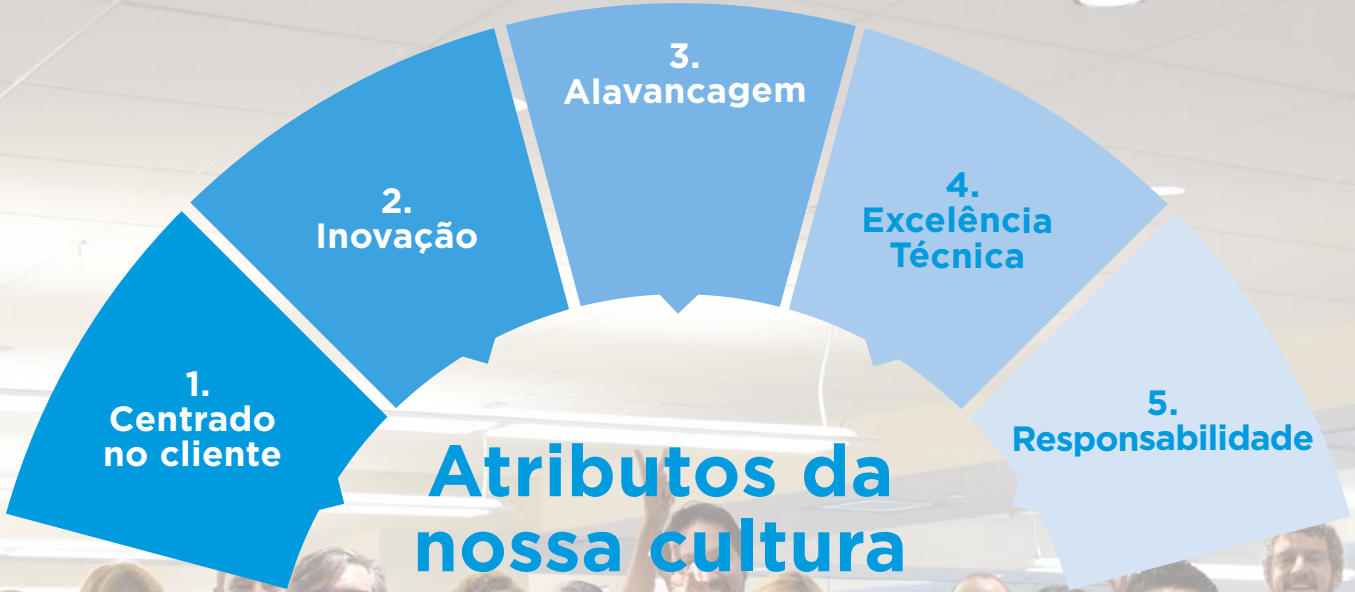 1.
Centrado
no cliente
2.
Inovação
3.
Alavancagem
4.
Excelência
Técnica
5.
Responsabilidade
Atributos da
nossa cultura